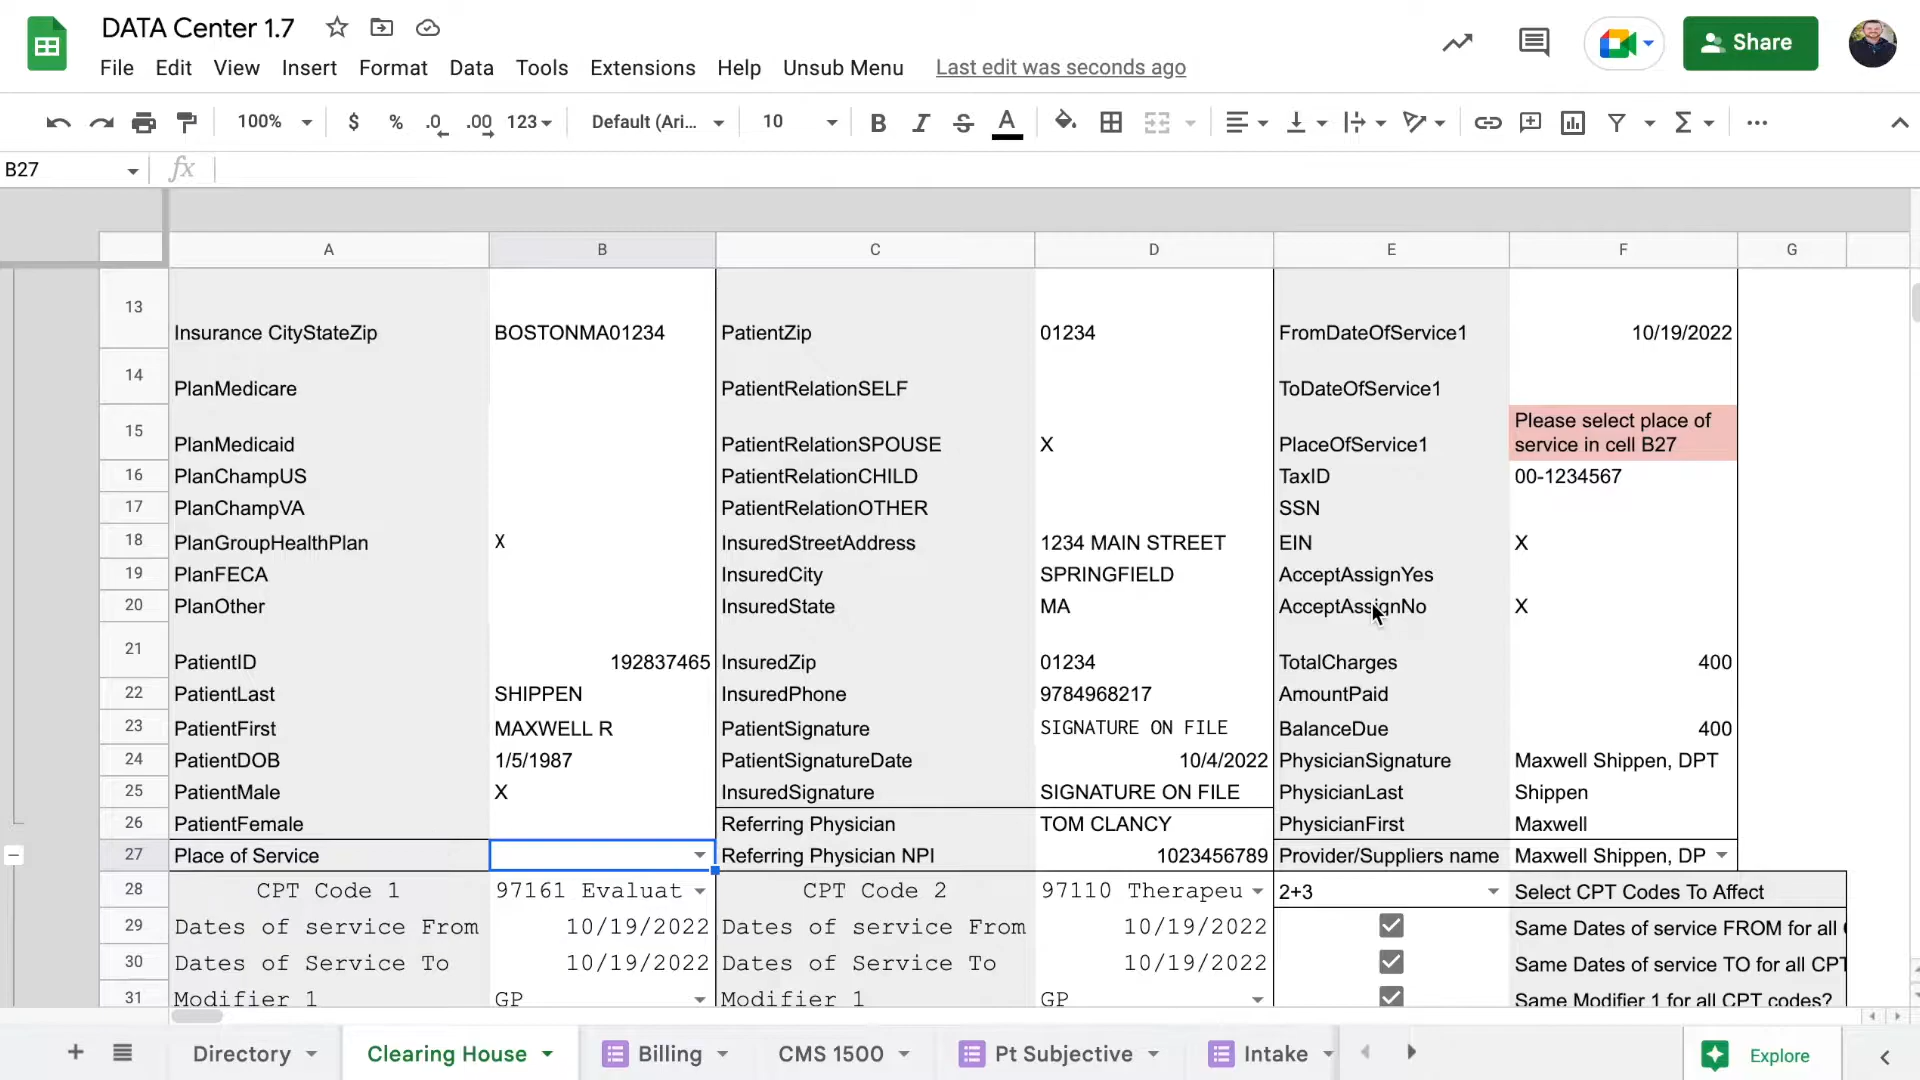 DATA Center 1.7
File Edit View Insert Format Data Tools Extensions Help Unsub Menu Last edit was seconds ago
Share
100% $ % .0 .00 123 Default (Ari... 10 B I S A
B27 fx
A B C D E F G
13 Insurance CityStateZip BOSTONMA01234 PatientZip 01234 FromDateOfService1 10/19/2022
14 PlanMedicare PatientRelationSELF ToDateOfService1
15 PlanMedicaid PatientRelationSPOUSE X PlaceOfService1 Please select place of
service in cell B27
16 PlanChampUS PatientRelationCHILD TaxID 00-1234567
17 PlanChampVA PatientRelationOTHER SSN
18 PlanGroupHealthPlan X InsuredStreetAddress 1234 MAIN STREET EIN X
19 PlanFECA InsuredCity SPRINGFIELD AcceptAssignYes
20 PlanOther InsuredState MA AcceptAssignNo X
21 PatientID 192837465 InsuredZip 01234 TotalCharges 400
22 PatientLast SHIPPEN InsuredPhone 9784968217 AmountPaid
23 PatientFirst MAXWELL R PatientSignature SIGNATURE ON FILE BalanceDue 400
24 PatientDOB 1/5/1987 PatientSignatureDate 10/4/2022 PhysicianSignature Maxwell Shippen, DPT
25 PatientMale X InsuredSignature SIGNATURE ON FILE PhysicianLast Shippen
26 PatientFemale Referring Physician TOM CLANCY PhysicianFirst Maxwell
27 Place of Service Referring Physician NPI 1023456789 Provider/Suppliers name Maxwell Shippen, DP
28 CPT Code 1 97161 Evaluat CPT Code 2 97110 Therapeu 2+3 Select CPT Codes To Affect
29 Dates of service From 10/19/2022 Dates of service From 10/19/2022 Same Dates of service FROM for all
30 Dates of Service To 10/19/2022 Dates of Service To 10/19/2022 Same Dates of service TO for all CPT
31 Modifier 1 GP Modifier 1 GP Same Modifier 1 for all CPT codes?
Directory Clearing House Billing CMS 1500 Pt Subjective Intake Explore